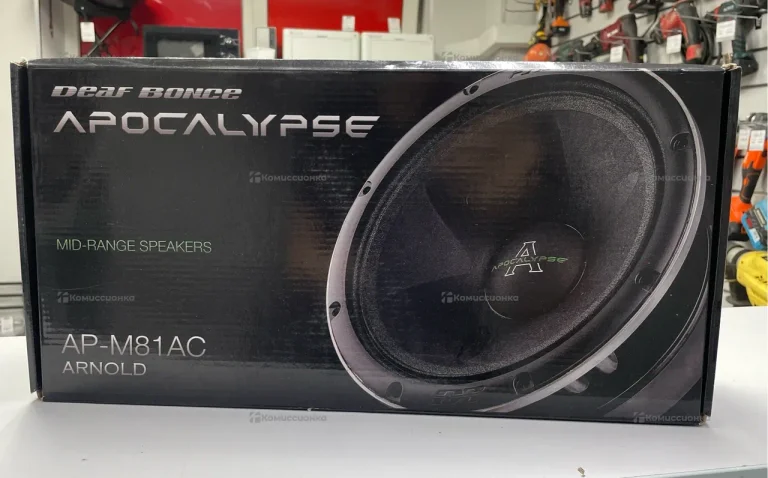 Deaf Bonce
APOCALYPSE
MID-RANGE SPEAKERS
A
APOCALYPSE
AP-M81AC
ARNOLD
Комиссионка
Комиссионка
Комиссионка
Комиссионка
Комиссионка
Комиссионка